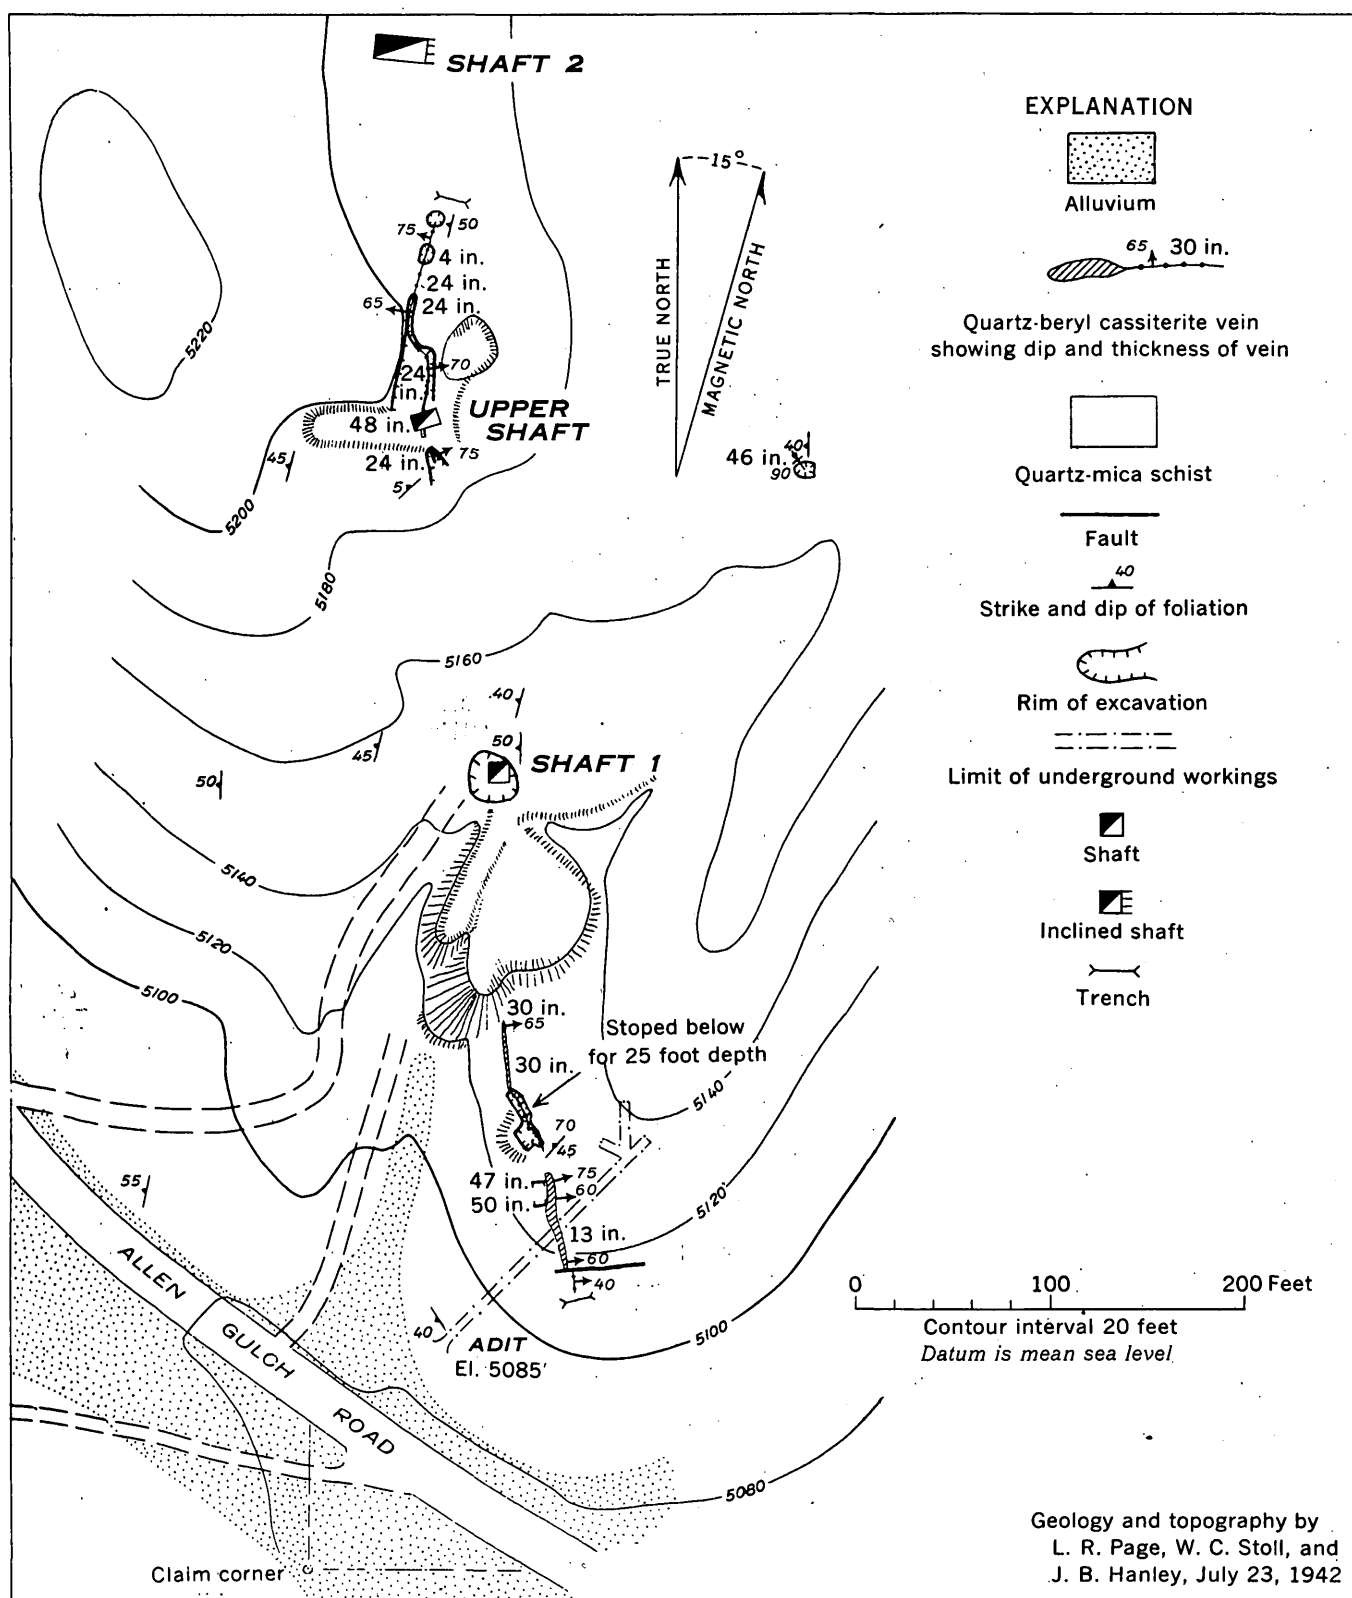 SHAFT 2
EXPLANATION
Alluvium
65 30 in.
Quartz-beryl cassiterite vein
showing dip and thickness of vein
Quartz-mica schist
Fault
40
Strike and dip of foliation
Rim of excavation
Limit of underground workings
Shaft
Inclined shaft
Trench
15°
TRUE NORTH
MAGNETIC NORTH
75
50
4 in.
24 in.
65
24 in.
5220
70
24
in.
UPPER
SHAFT
48 in.
24 in.
75
45
5
46 in.
40
90
5200
5180
5160
40
50
45
50
SHAFT 1
5140
5120
5100
30 in.
65
Stoped below
for 25 foot depth
30 in.
5140
70
45
47 in.
75
50 in.
60
55
5120
13 in.
60
40
ALLEN
GULCH
ROAD
40
ADIT
El. 5085'
5100
0 100 200 Feet
Contour interval 20 feet
Datum is mean sea level
5080
Claim corner
Geology and topography by
L. R. Page, W. C. Stoll, and
J. B. Hanley, July 23, 1942